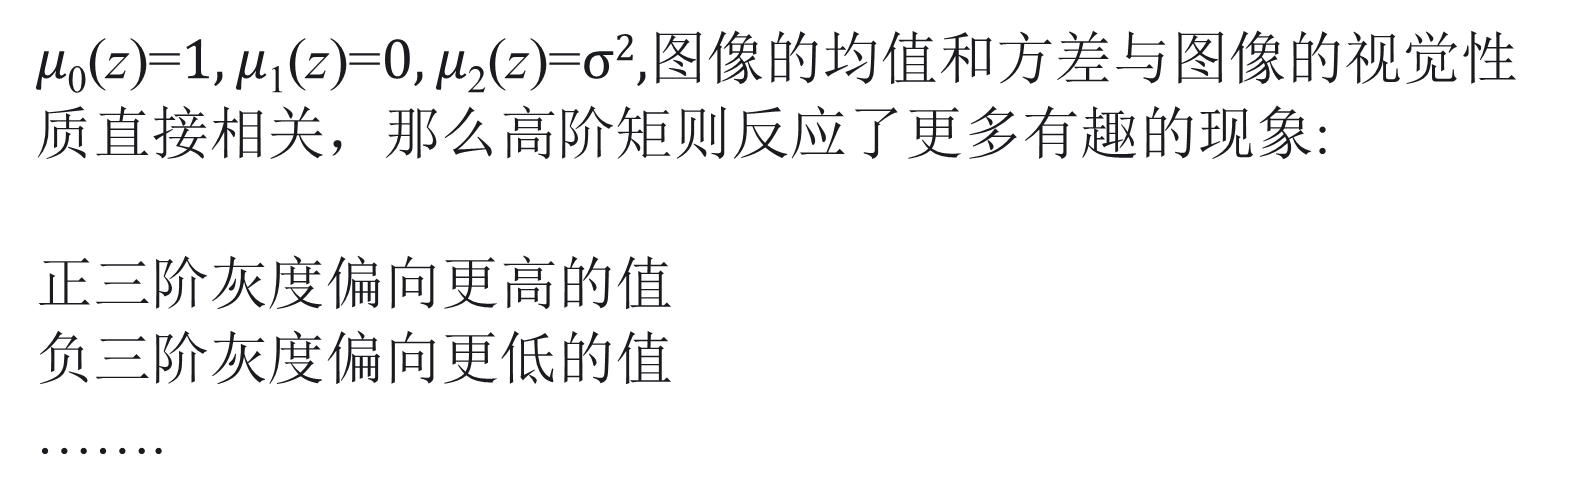 μ₀(z)=1, μ₁(z)=0, μ₂(z)=σ²,图像的均值和方差与图像的视觉性
质直接相关，那么高阶矩则反应了更多有趣的现象:
正三阶灰度偏向更高的值
负三阶灰度偏向更低的值
.......